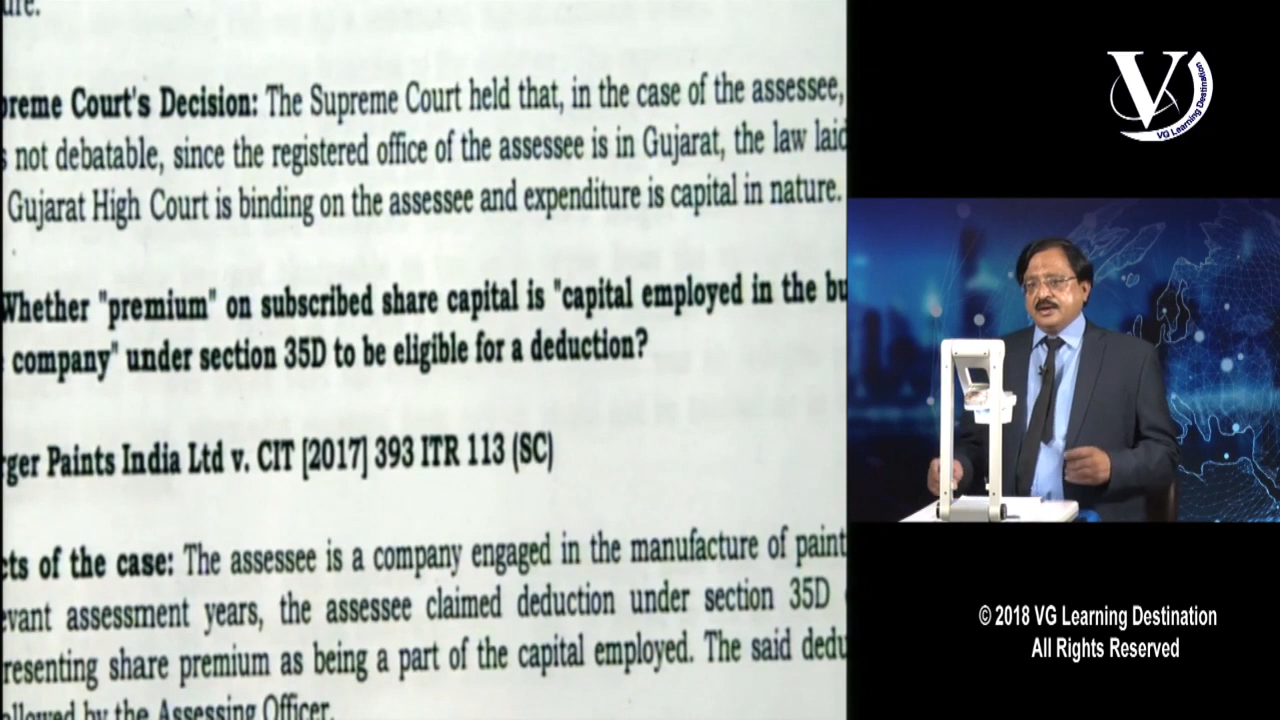 ure.
preme Court's Decision: The Supreme Court held that, in the case of the assessee,
s not debatable, since the registered office of the assessee is in Gujarat, the law laid
Gujarat High Court is binding on the assessee and expenditure is capital in nature.
Whether "premium" on subscribed share capital is "capital employed in the bu
company" under section 35D to be eligible for a deduction?
rger Paints India Ltd v. CIT [2017] 393 ITR 113 (SC)
cts of the case: The assessee is a company engaged in the manufacture of paint
evant assessment years, the assessee claimed deduction under section 35D
resenting share premium as being a part of the capital employed. The said dedu
ollowed by the Assessing Officer.
V
VG Learning Destination
© 2018 VG Learning Destination
All Rights Reserved